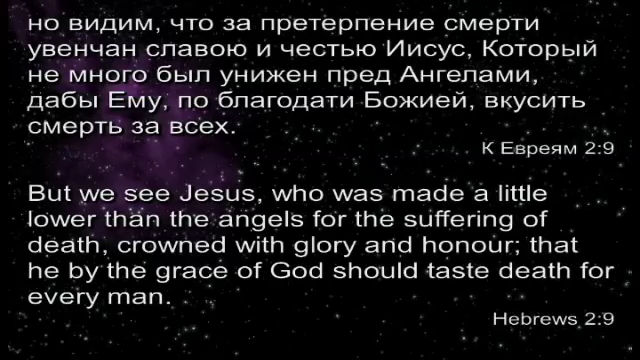 но видим, что за претерпение смерти
увенчан славою и честью Иисус, Который
не много был унижен пред Ангелами,
дабы Ему, по благодати Божией, вкусить
смерть за всех.
К Евреям 2:9
But we see Jesus, who was made a little
lower than the angels for the suffering of
death, crowned with glory and honour; that
he by the grace of God should taste death for
every man.
Hebrews 2:9